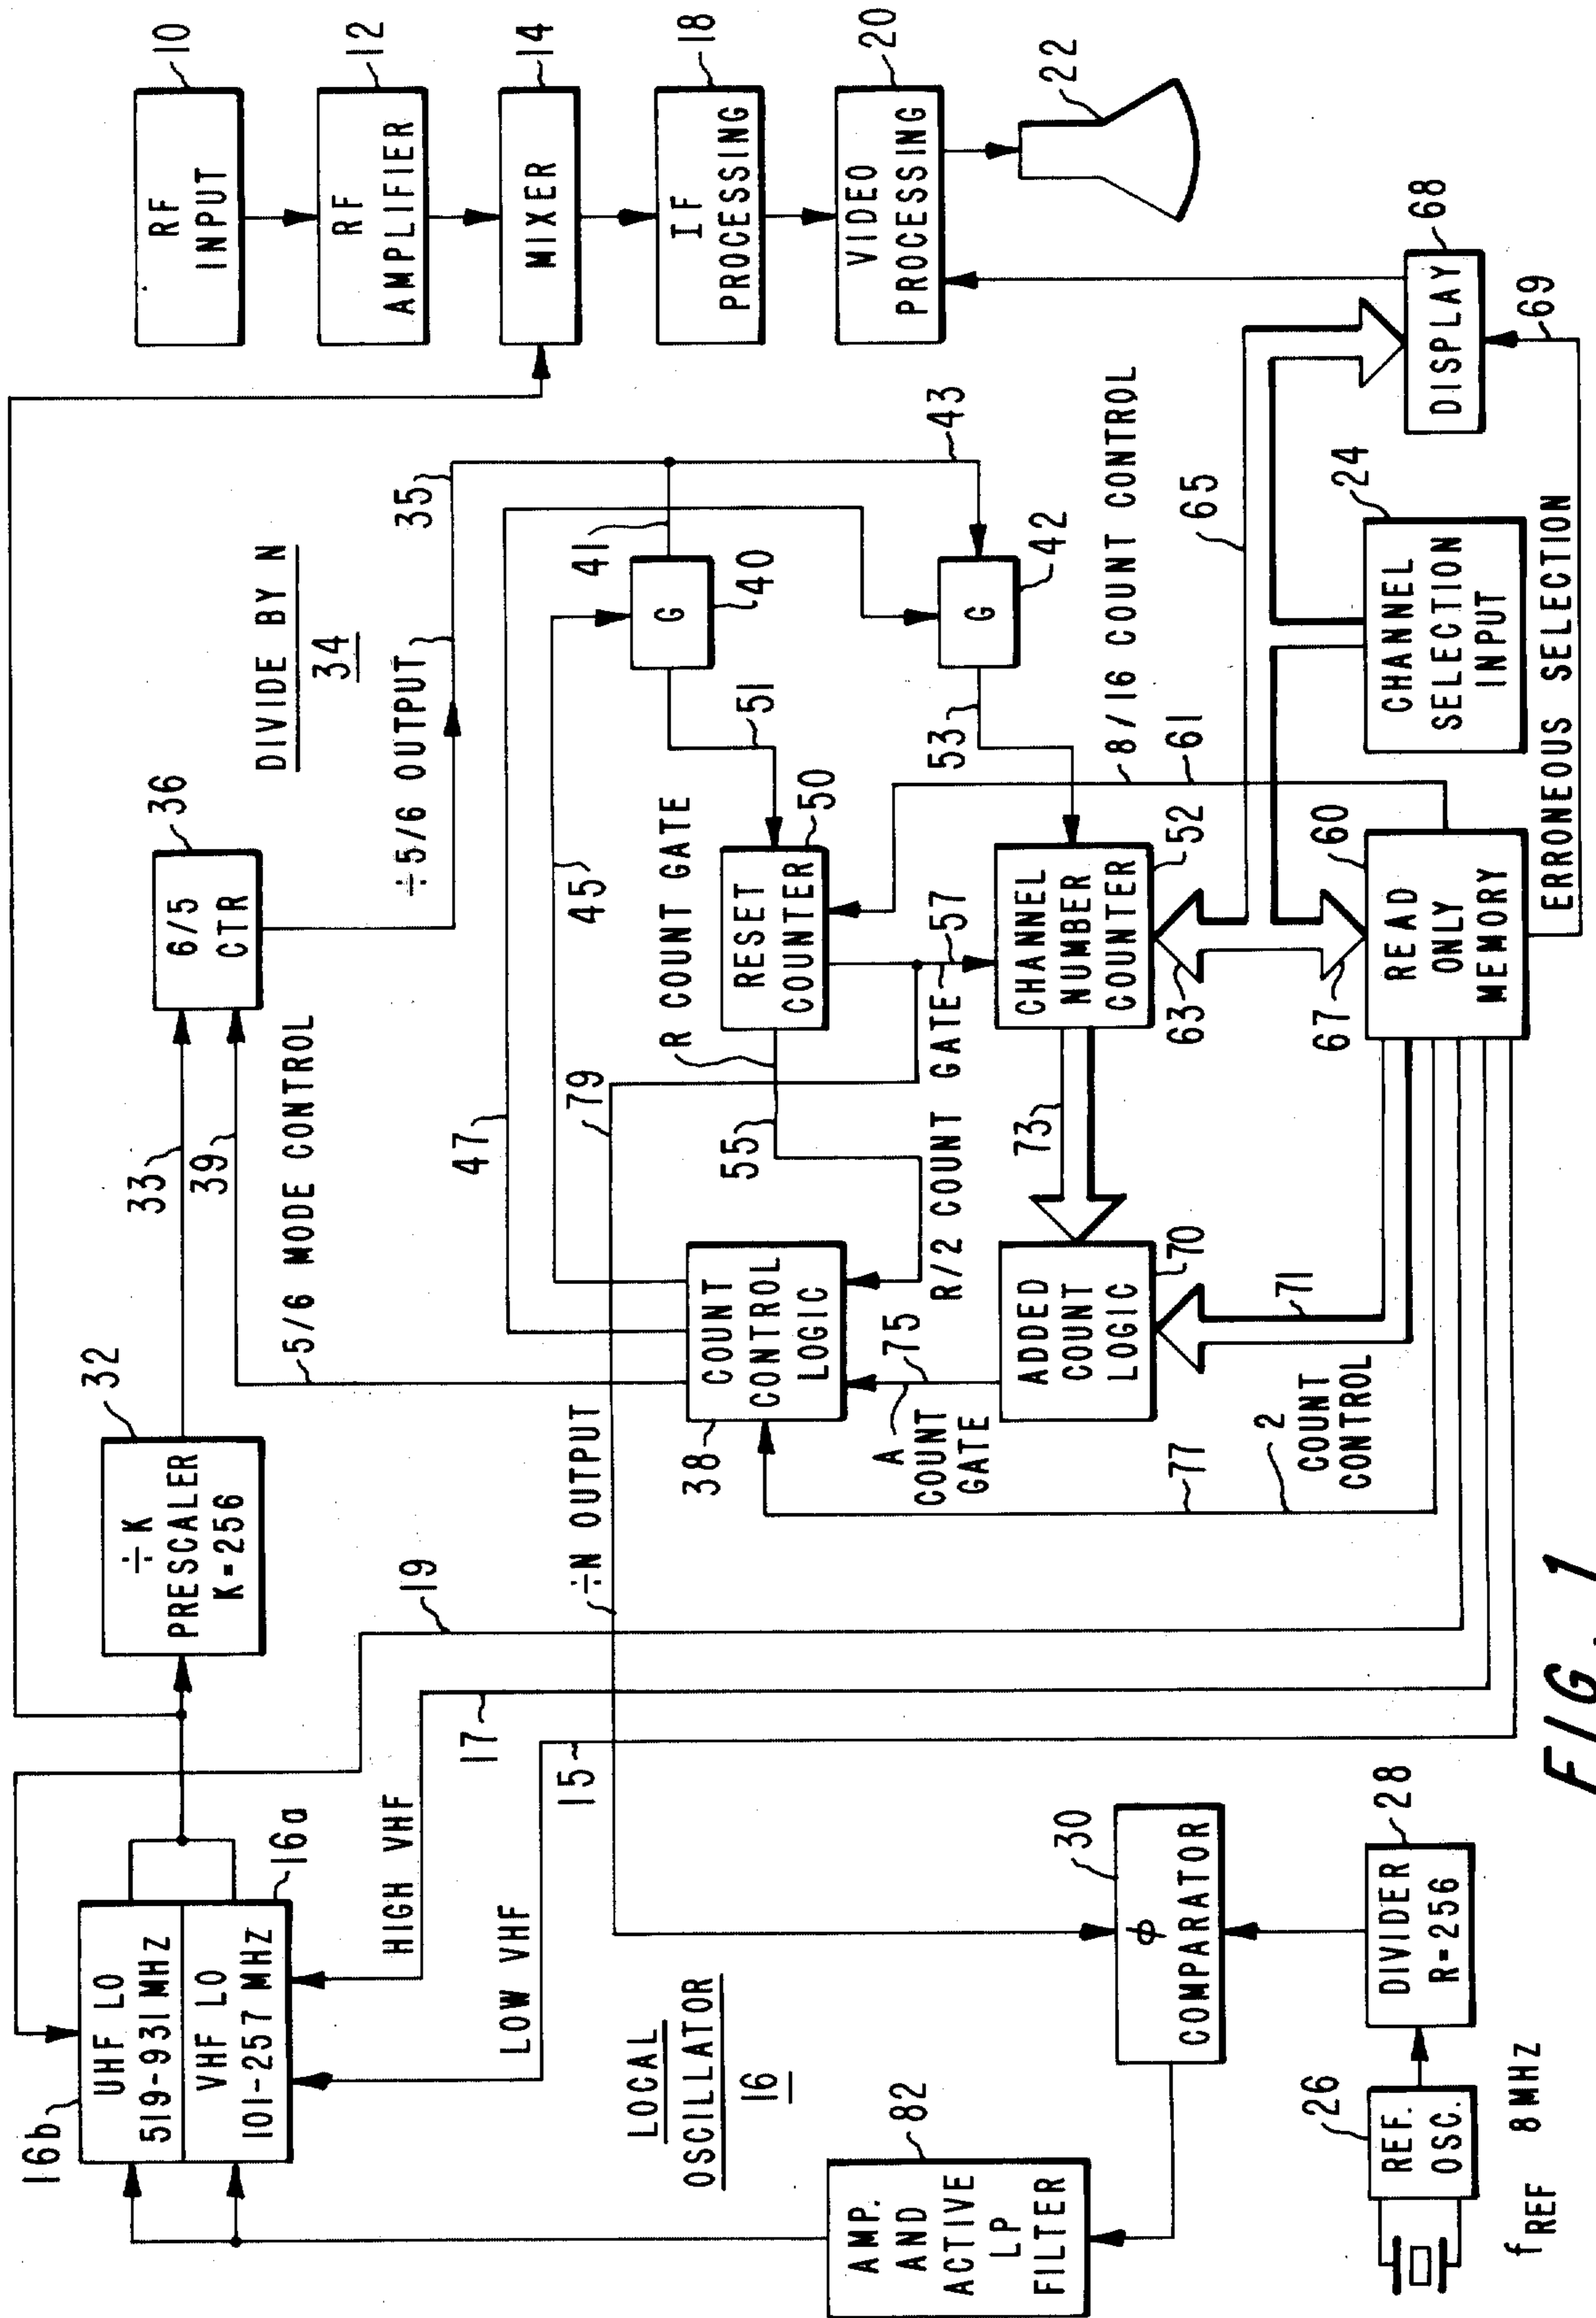 RF
INPUT
10
RF
AMPLIFIER
12
MIXER
14
IF
PROCESSING
18
VIDEO
PROCESSING
20
22
16b
UHF LO
519-931 MHZ
VHF LO
101-257 MHZ
16a
HIGH VHF
LOW VHF
17
15
19
÷K
PRESCALER
K=256
32
33
39
5/6 MODE CONTROL
6/5
CTR
36
DIVIDE BY N
34
÷5/6 OUTPUT
35
41
43
G
40
G
42
45
47
51
53
R COUNT GATE
RESET
COUNTER
50
79
55
57
R/2 COUNT GATE
÷N OUTPUT
COUNT
CONTROL
LOGIC
38
A
COUNT
GATE
75
ADDED
COUNT
LOGIC
70
71
73
CHANNEL
NUMBER
COUNTER
52
8/16 COUNT CONTROL
61
63
65
67
READ
ONLY
MEMORY
60
CHANNEL
SELECTION
INPUT
24
DISPLAY
68
69
ERRONEOUS SELECTION
77
2
COUNT
CONTROL
LOCAL
OSCILLATOR
16
AMP.
AND
ACTIVE
LP
FILTER
82
ϕ
COMPARATOR
30
DIVIDER
R=256
28
REF.
OSC.
26
fREF 8MHZ
FIG. 1